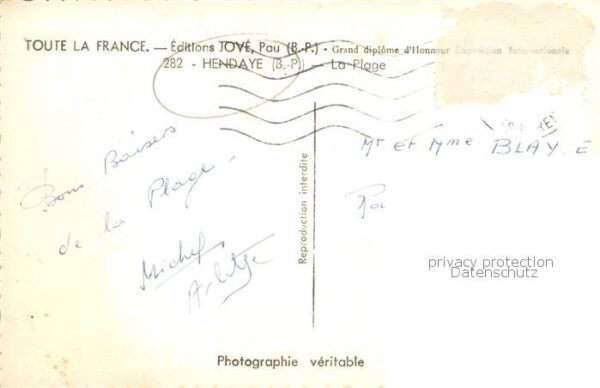 TOUTE LA FRANCE. — Éditions JOVÉ, Pau (B.-P.) - Grand diplôme d'Honneur Exposition Internationale
282 - HENDAYE (B.-P.) — La Plage
Bons Baisers
de la Plage
Michel
Mr et Mme BLAY. E
Reproduction interdite
privacy protection
Datenschutz
Photographie véritable